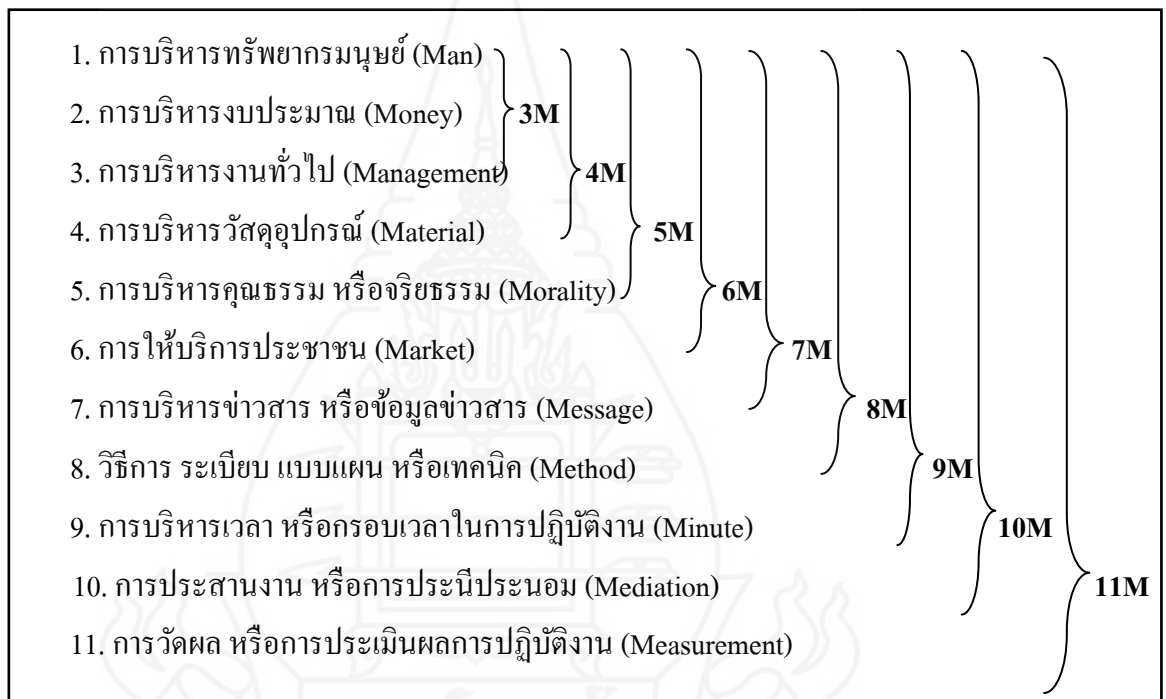 1. การบริหารทรัพยากรมนุษย์ (Man)
2. การบริหารงบประมาณ (Money) 3M
3. การบริหารงานทั่วไป (Management) 4M
4. การบริหารวัสดุอุปกรณ์ (Material) 5M
5. การบริหารคุณธรรม หรือจริยธรรม (Morality) 6M
6. การให้บริการประชาชน (Market) 7M
7. การบริหารข่าวสาร หรือข้อมูลข่าวสาร (Message) 8M
8. วิธีการ ระเบียบ แบบแผน หรือเทคนิค (Method) 9M
9. การบริหารเวลา หรือกรอบเวลาในการปฏิบัติงาน (Minute) 10M
10. การประสานงาน หรือการประนีประนอม (Mediation) 11M
11. การวัดผล หรือการประเมินผลการปฏิบัติงาน (Measurement)